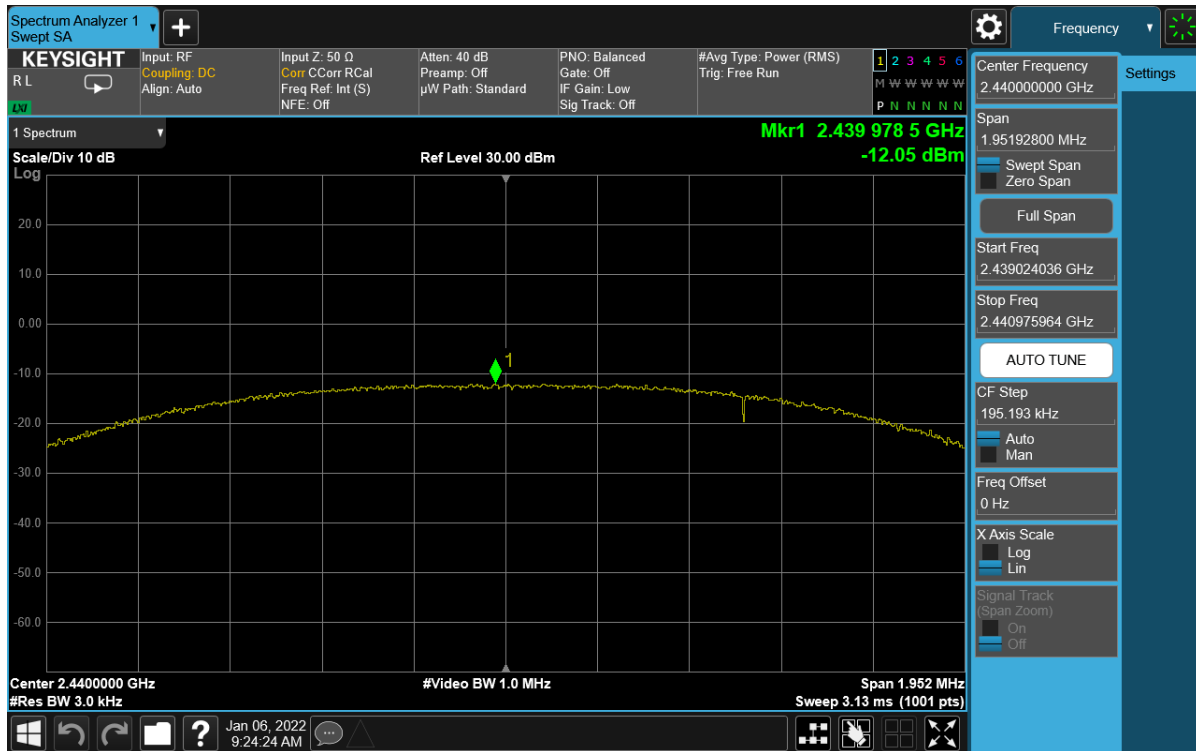 Spectrum Analyzer 1
Swept SA
+
Frequency
KEYSIGHT
R L
LXI
Input: RF
Coupling: DC
Align: Auto
Input Z: 50 Ω
Corr CCorr RCal
Freq Ref: Int (S)
NFE: Off
Atten: 40 dB
Preamp: Off
µW Path: Standard
PNO: Balanced
Gate: Off
IF Gain: Low
Sig Track: Off
#Avg Type: Power (RMS)
Trig: Free Run
1 2 3 4 5 6
M W W W W W
P N N N N N
1 Spectrum
Scale/Div 10 dB
Log
Ref Level 30.00 dBm
Mkr1 2.439 978 5 GHz
-12.05 dBm
20.0
10.0
0.00
-10.0
-20.0
-30.0
-40.0
-50.0
-60.0
1
Center 2.4400000 GHz
#Res BW 3.0 kHz
#Video BW 1.0 MHz
Span 1.952 MHz
Sweep 3.13 ms (1001 pts)
Center Frequency
2.440000000 GHz
Settings
Span
1.95192800 MHz
Swept Span
Zero Span
Full Span
Start Freq
2.439024036 GHz
Stop Freq
2.440975964 GHz
AUTO TUNE
CF Step
195.193 kHz
Auto
Man
Freq Offset
0 Hz
X Axis Scale
Log
Lin
Signal Track
(Span Zoom)
On
Off
?
Jan 06, 2022
9:24:24 AM